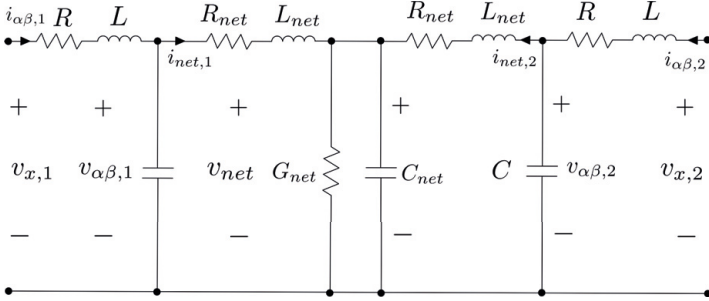 i_{αβ,1} R L R_{net} L_{net} R_{net} L_{net} R L
i_{net,1} i_{net,2} i_{αβ,2}
+ + + + + +
v_{x,1} v_{αβ,1} v_{net} G_{net} C_{net} C v_{αβ,2} v_{x,2}
− − − − − −